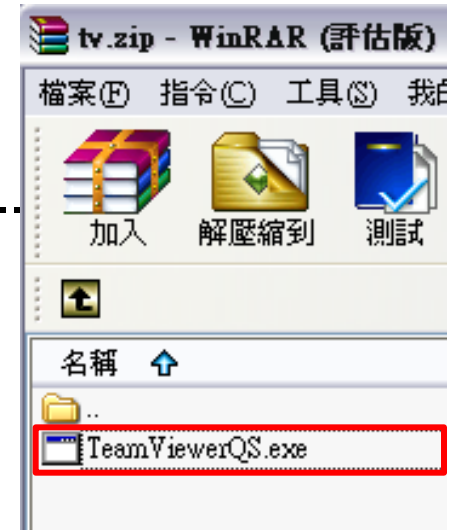 tv.zip - WinRAR (評估版)
檔案(F) 指令(C) 工具(S)
加入 解壓縮到 測試
名稱
..
TeamViewerQS.exe